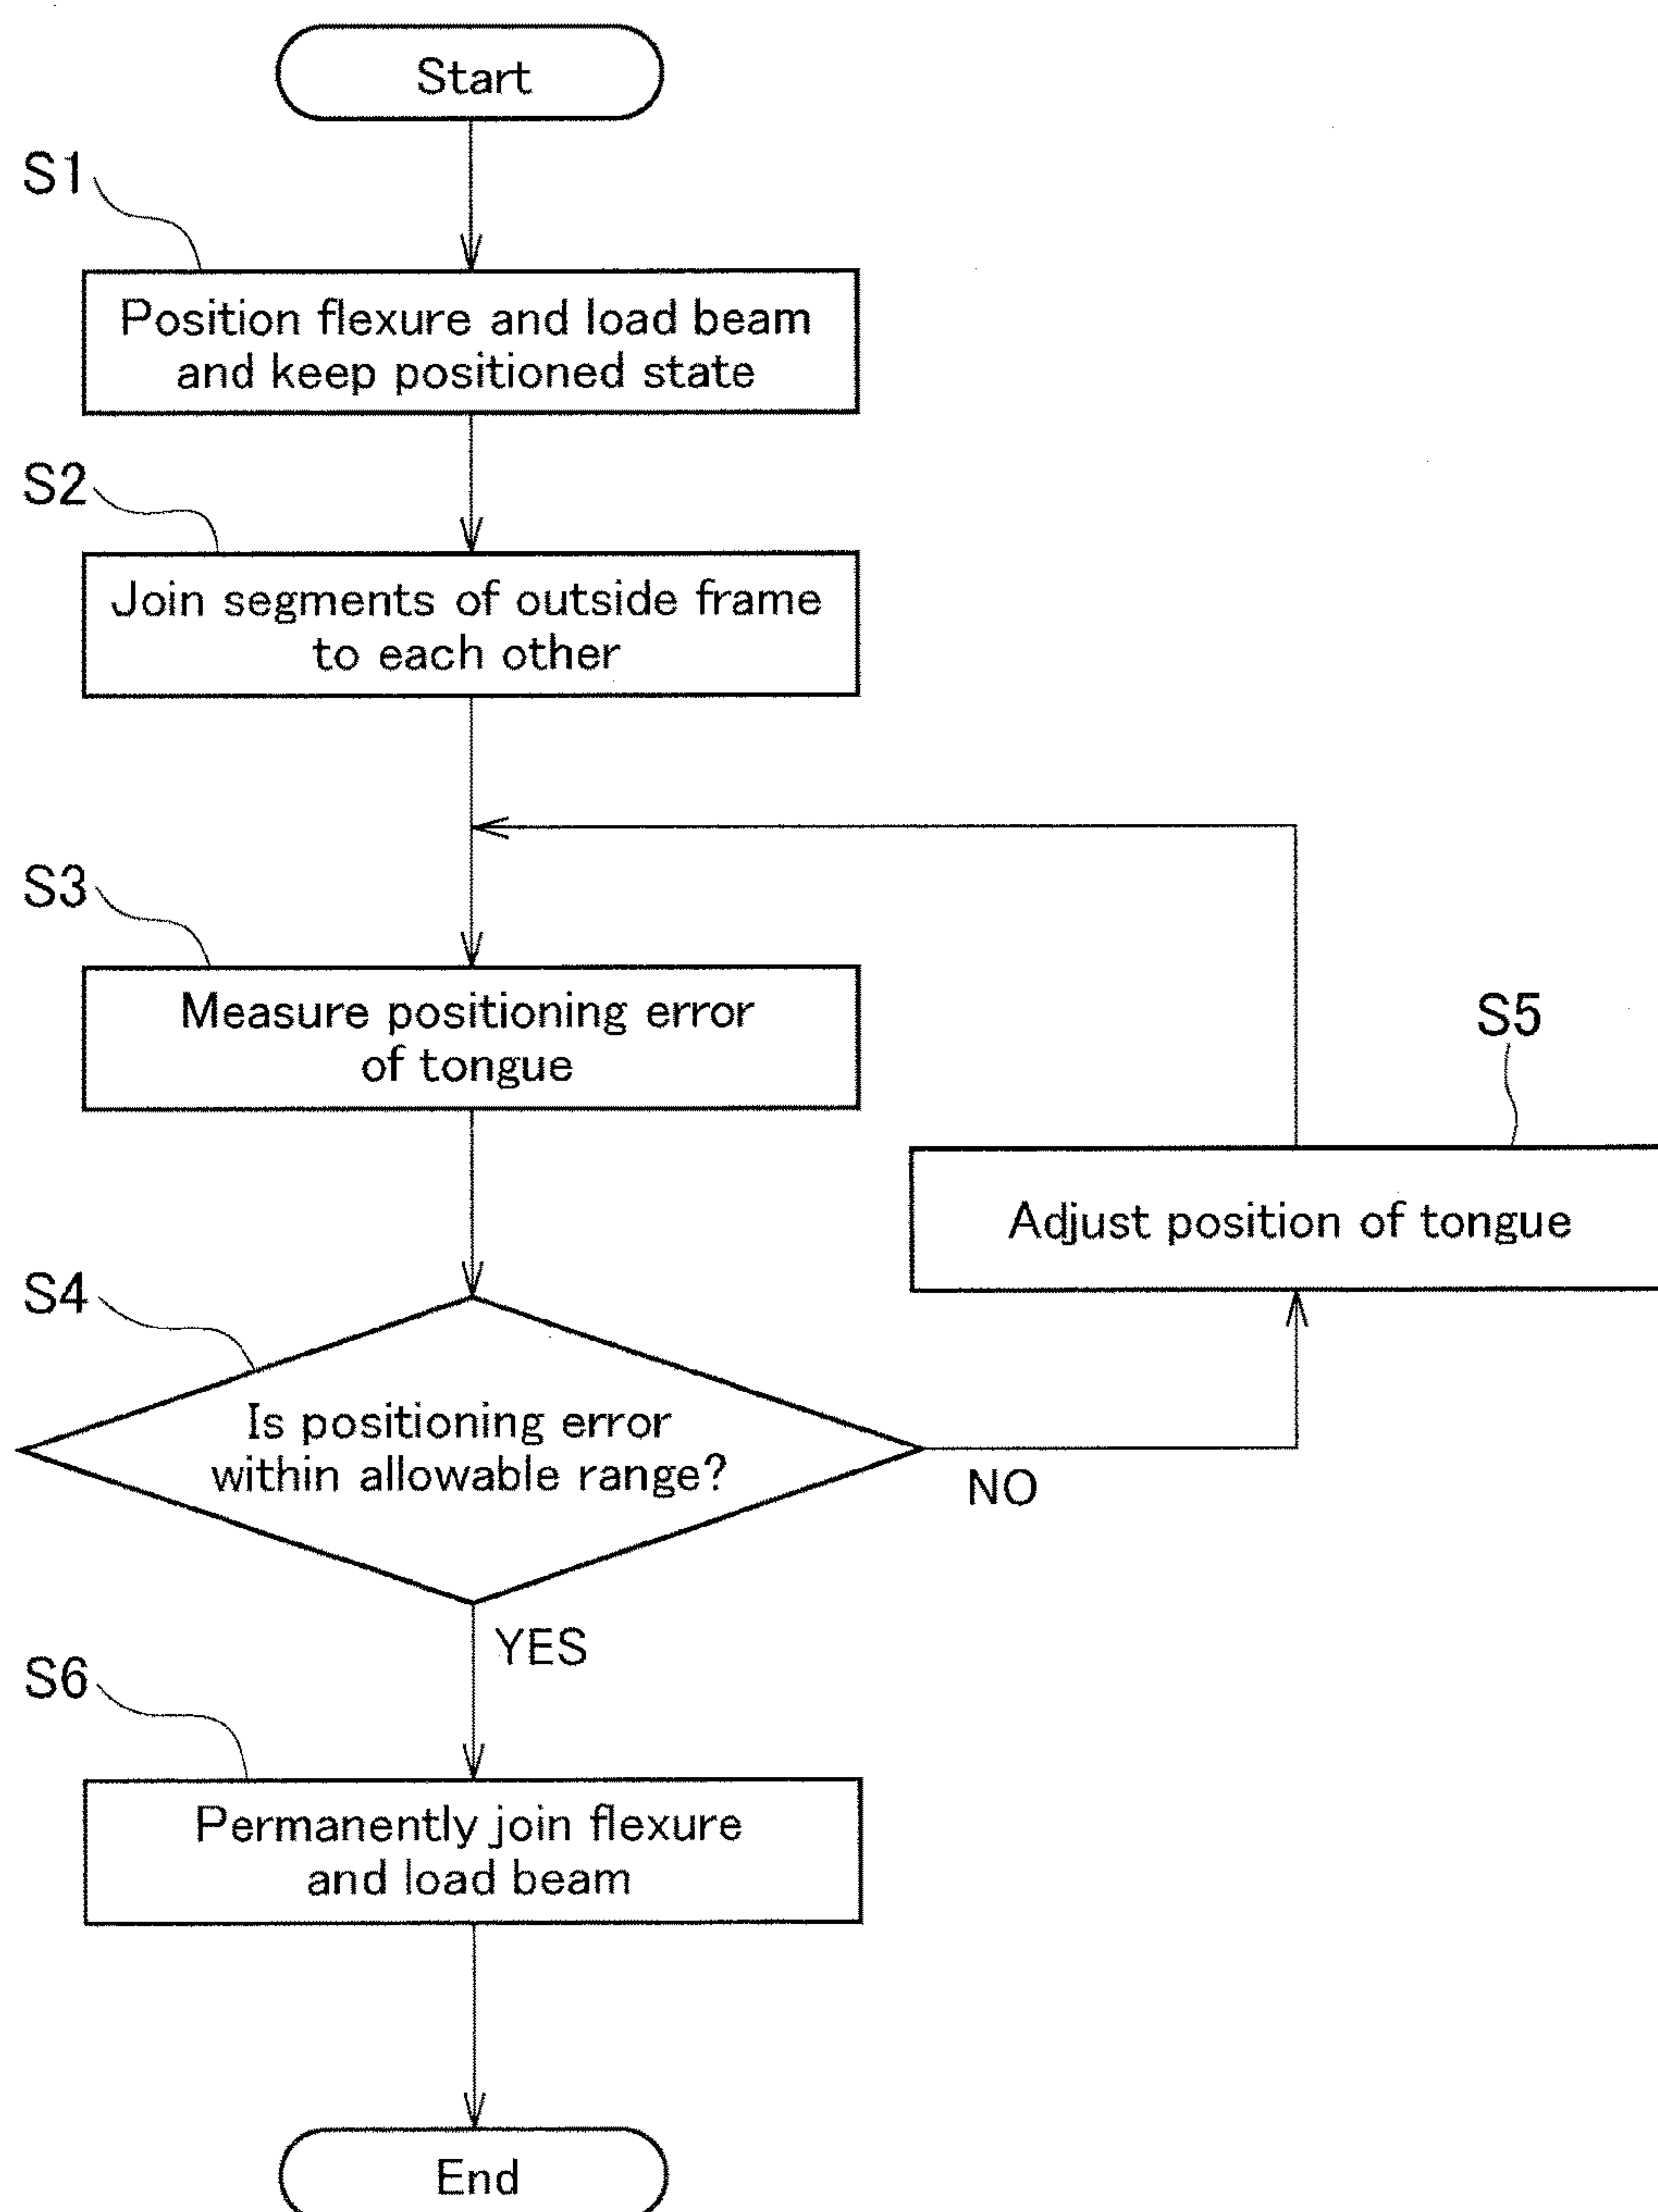 Start
S1
Position flexure and load beam
and keep positioned state
S2
Join segments of outside frame
to each other
S3
Measure positioning error
of tongue
S5
Adjust position of tongue
S4
Is positioning error
within allowable range?
NO
YES
S6
Permanently join flexure
and load beam
End